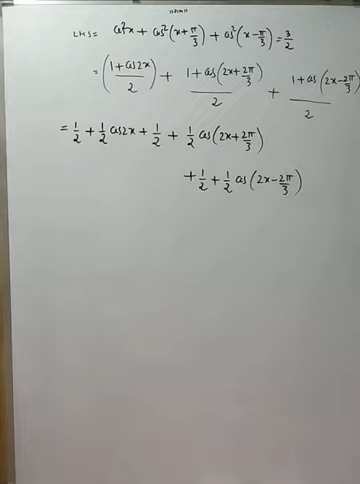 LHS = cos²x + cos²(x+π/3) + cos²(x-π/3) = 3/2
= (1+cos2x)/2 + (1+cos(2x+2π/3))/2 + (1+cos(2x-2π/3))/2
= 1/2 + 1/2 cos2x + 1/2 + 1/2 cos(2x+2π/3)
+ 1/2 + 1/2 cos(2x-2π/3)